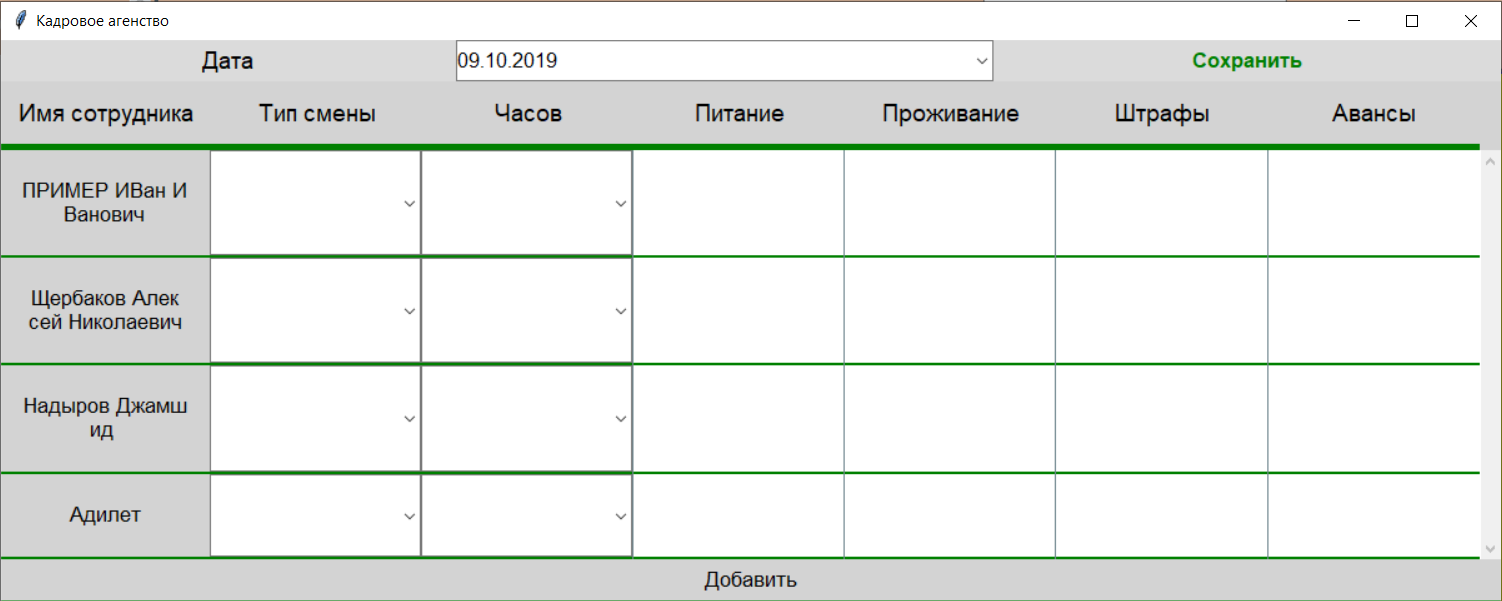 Кадровое агенство
Дата 09.10.2019 Сохранить
Имя сотрудника Тип смены Часов Питание Проживание Штрафы Авансы
ПРИМЕР ИВан И
Ванович
Щербаков Алек
сей Николаевич
Надыров Джамш
ид
Адилет
Добавить